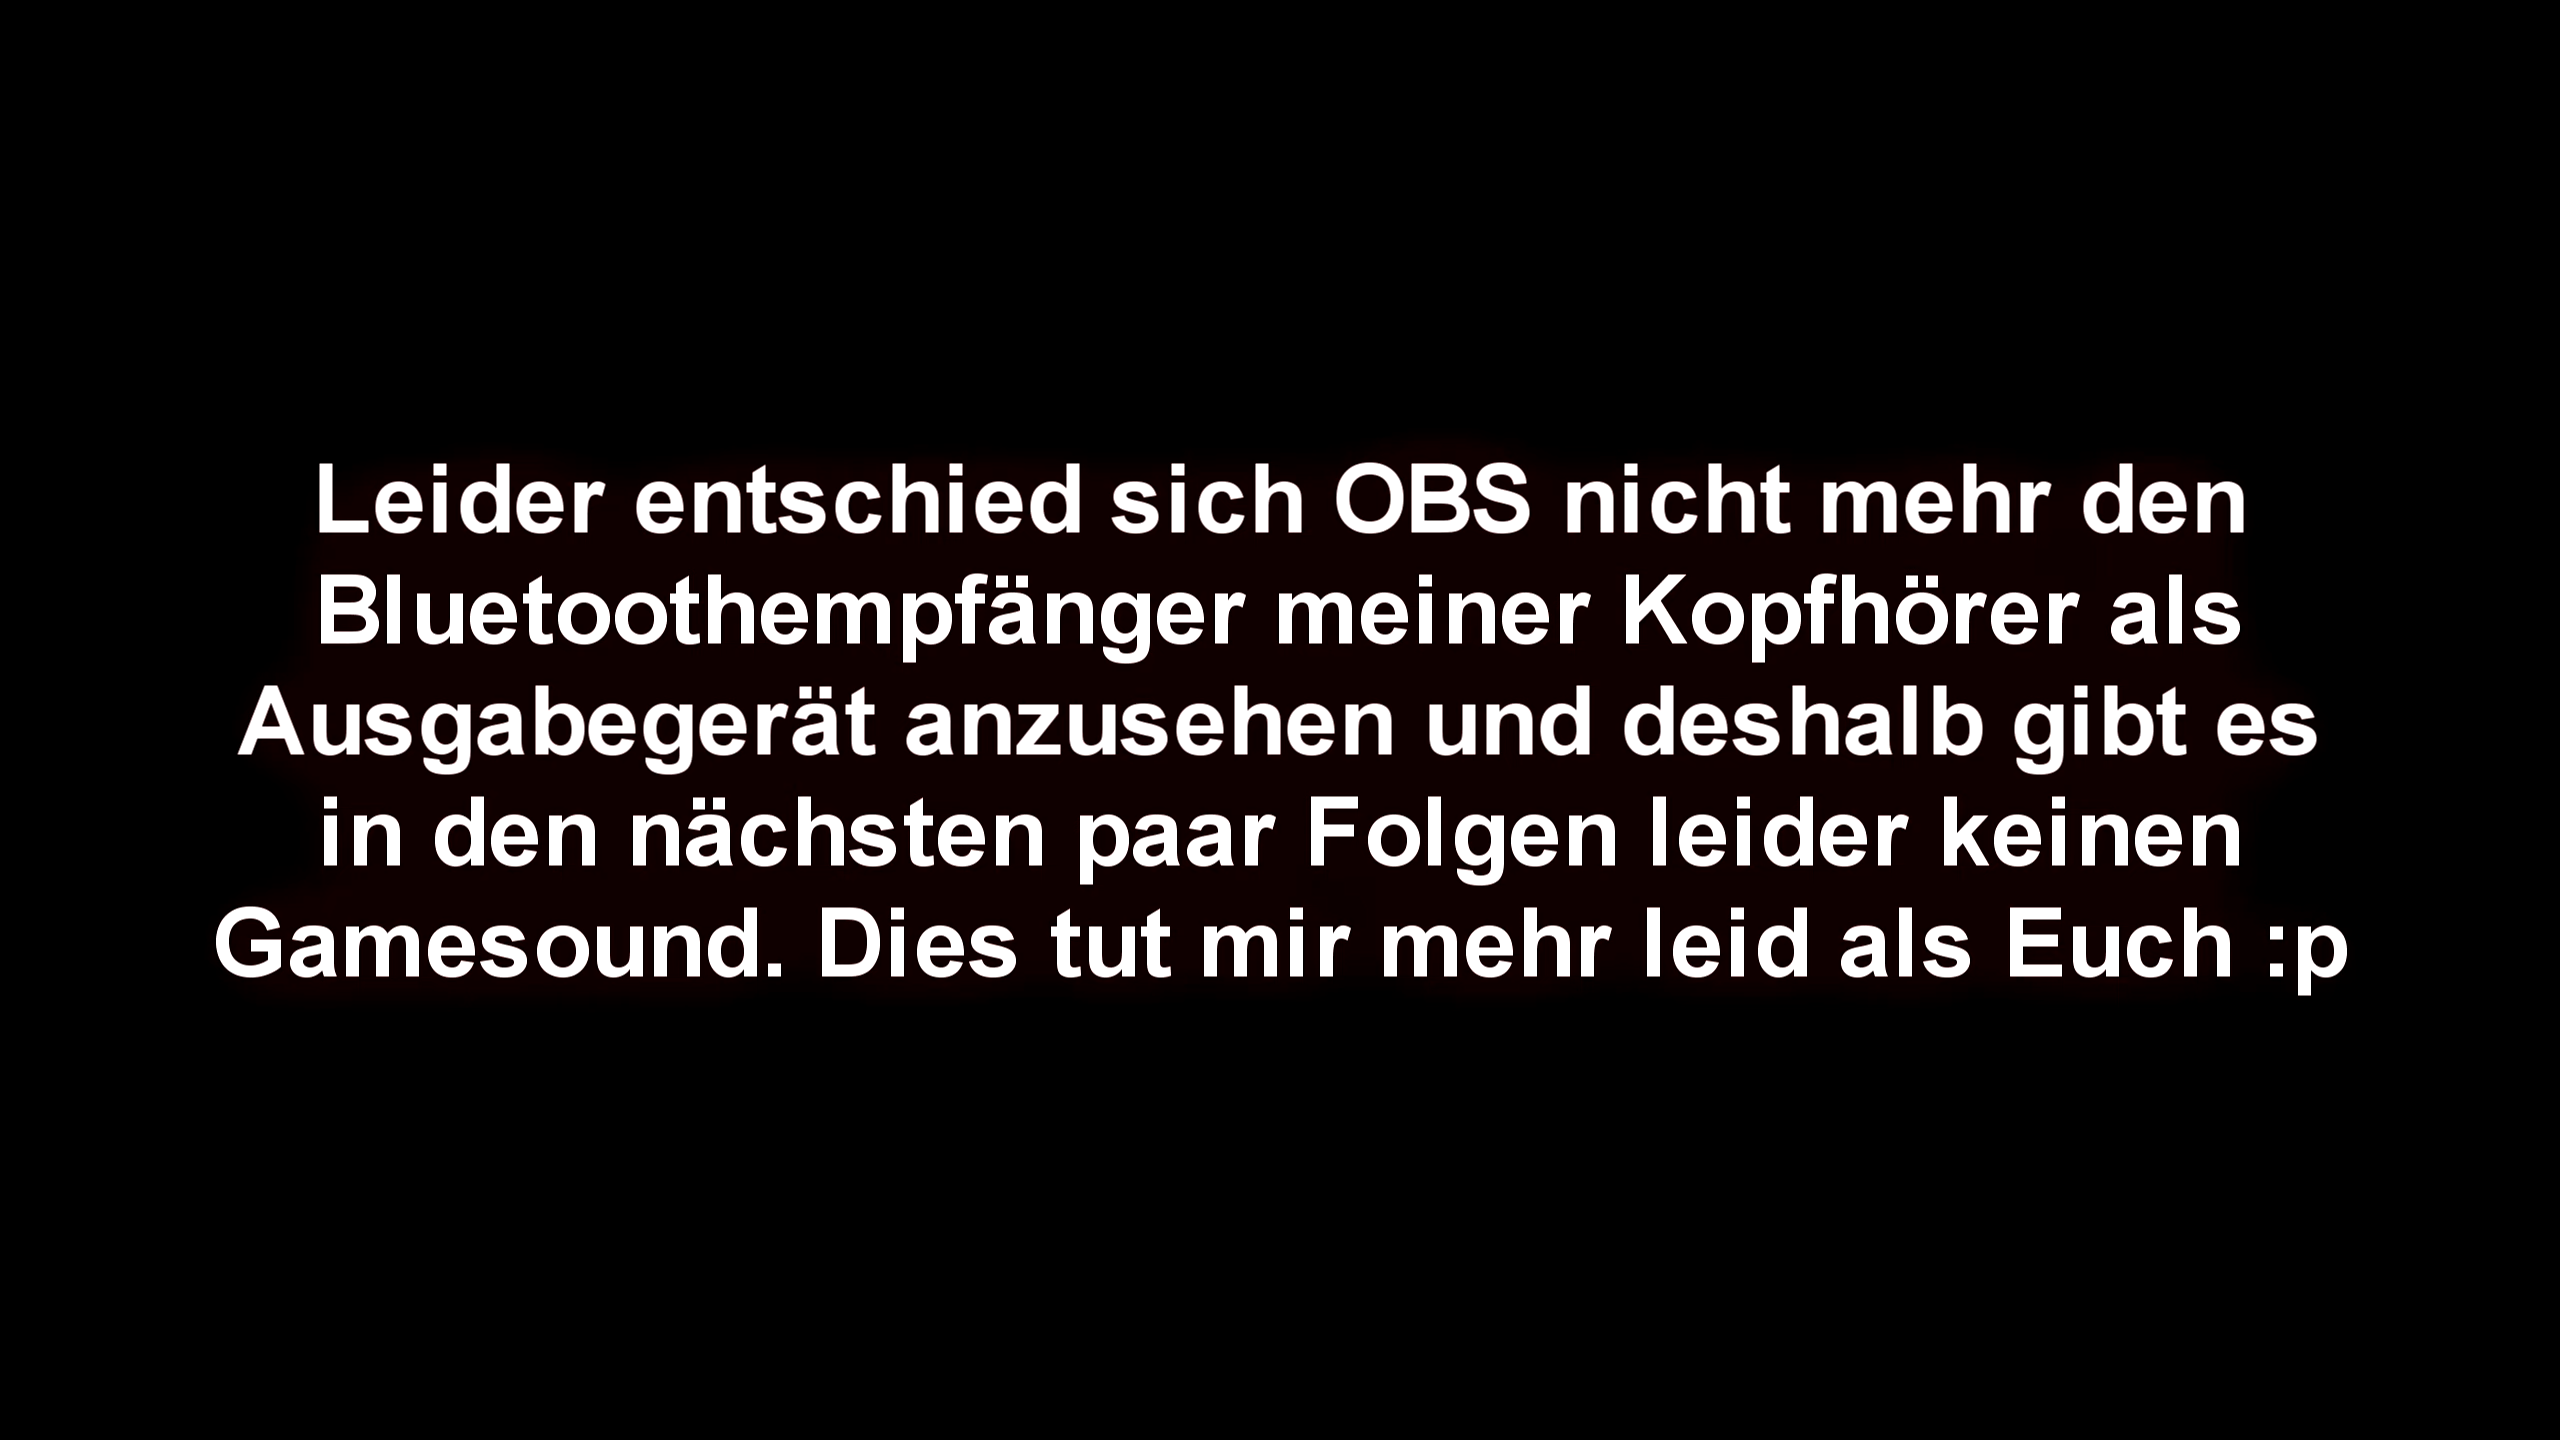 Leider entschied sich OBS nicht mehr den
Bluetoothempfänger meiner Kopfhörer als
Ausgabegerät anzusehen und deshalb gibt es
in den nächsten paar Folgen leider keinen
Gamesound. Dies tut mir mehr leid als Euch :p